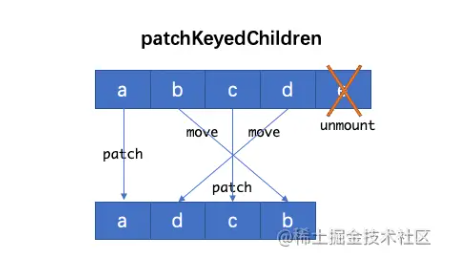 patchKeyedChildren
a b c d e
move move
unmount
patch
patch
a d c b
@稀土掘金技术社区